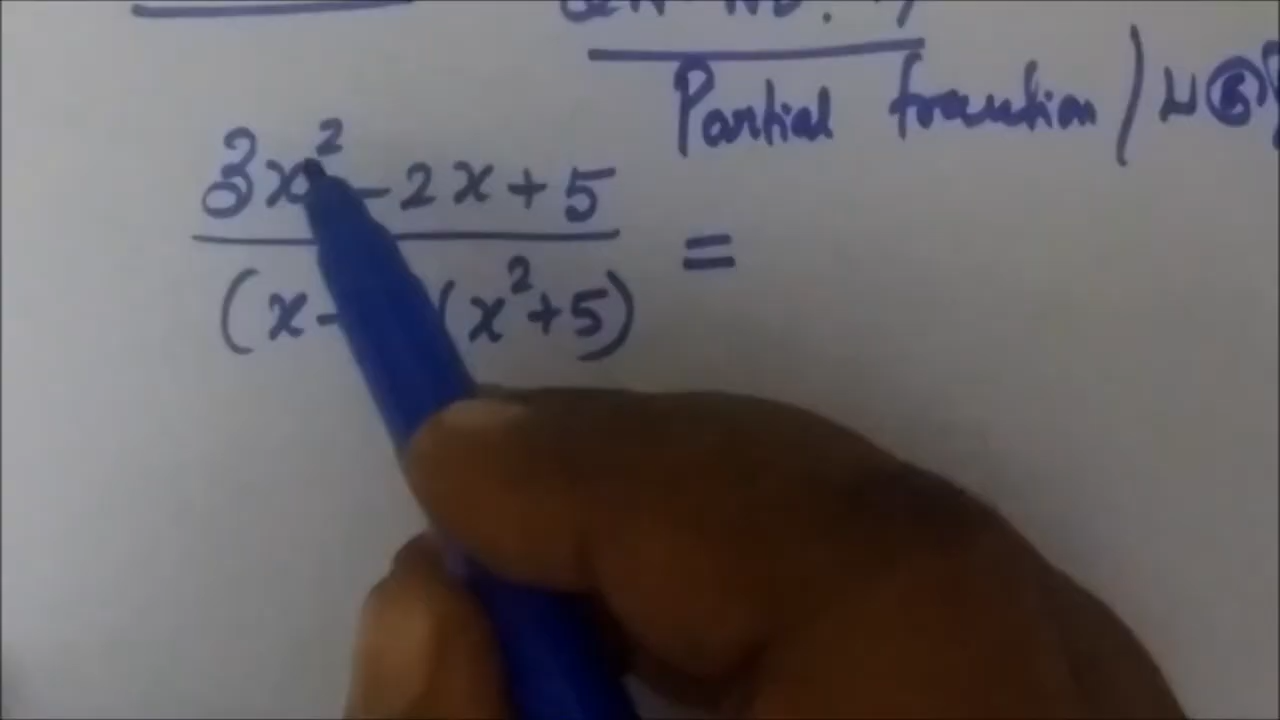 Partial fraction /
3x² - 2x + 5
(x- (x² + 5) =